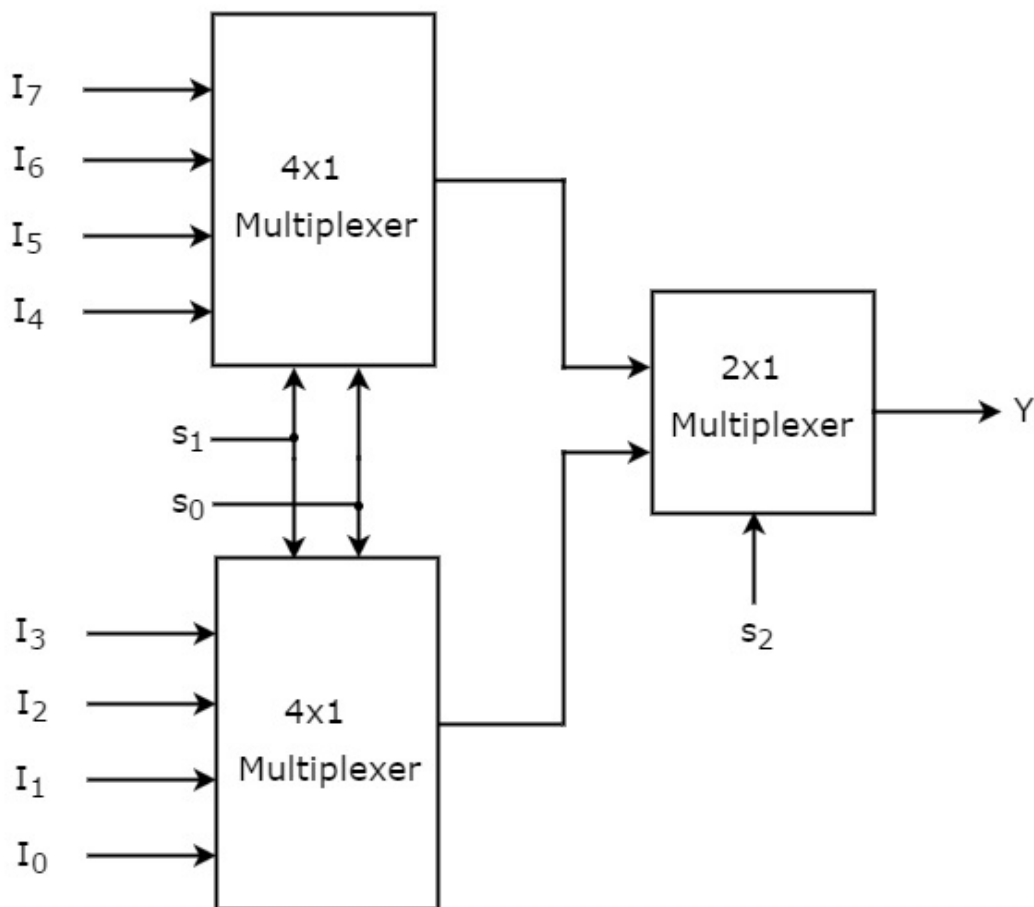 I₇
I₆
I₅
I₄
4x1
Multiplexer
s₁
s₀
I₃
I₂
I₁
I₀
4x1
Multiplexer
2x1
Multiplexer
s₂
Y